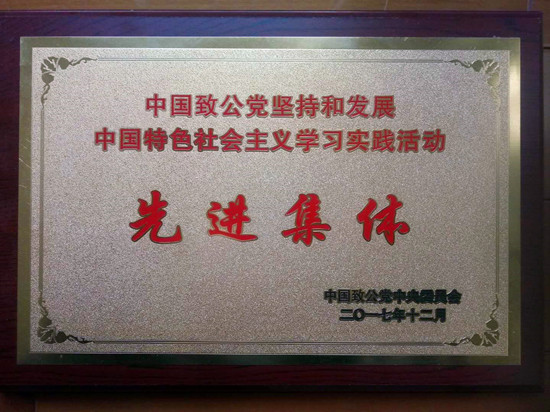 中国致公党坚持和发展
中国特色社会主义学习实践活动
先进集体
中国致公党中央委员会
二〇一七年十二月